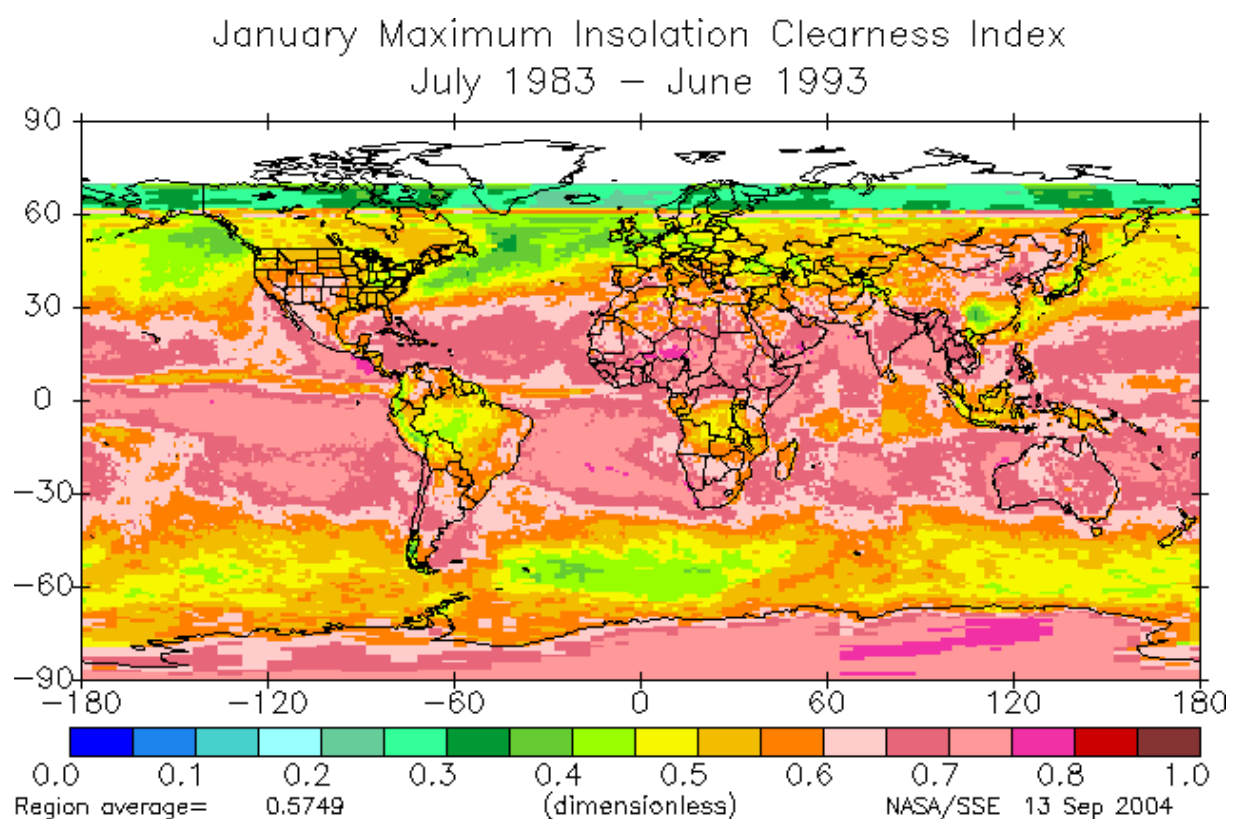 January Maximum Insolation Clearness Index
July 1983 – June 1993
90
60
30
0
−30
−60
−90
−180 −120 −60 0 60 120 180
0.0 0.1 0.2 0.3 0.4 0.5 0.6 0.7 0.8 1.0
Region average= 0.5749 (dimensionless) NASA/SSE 13 Sep 2004